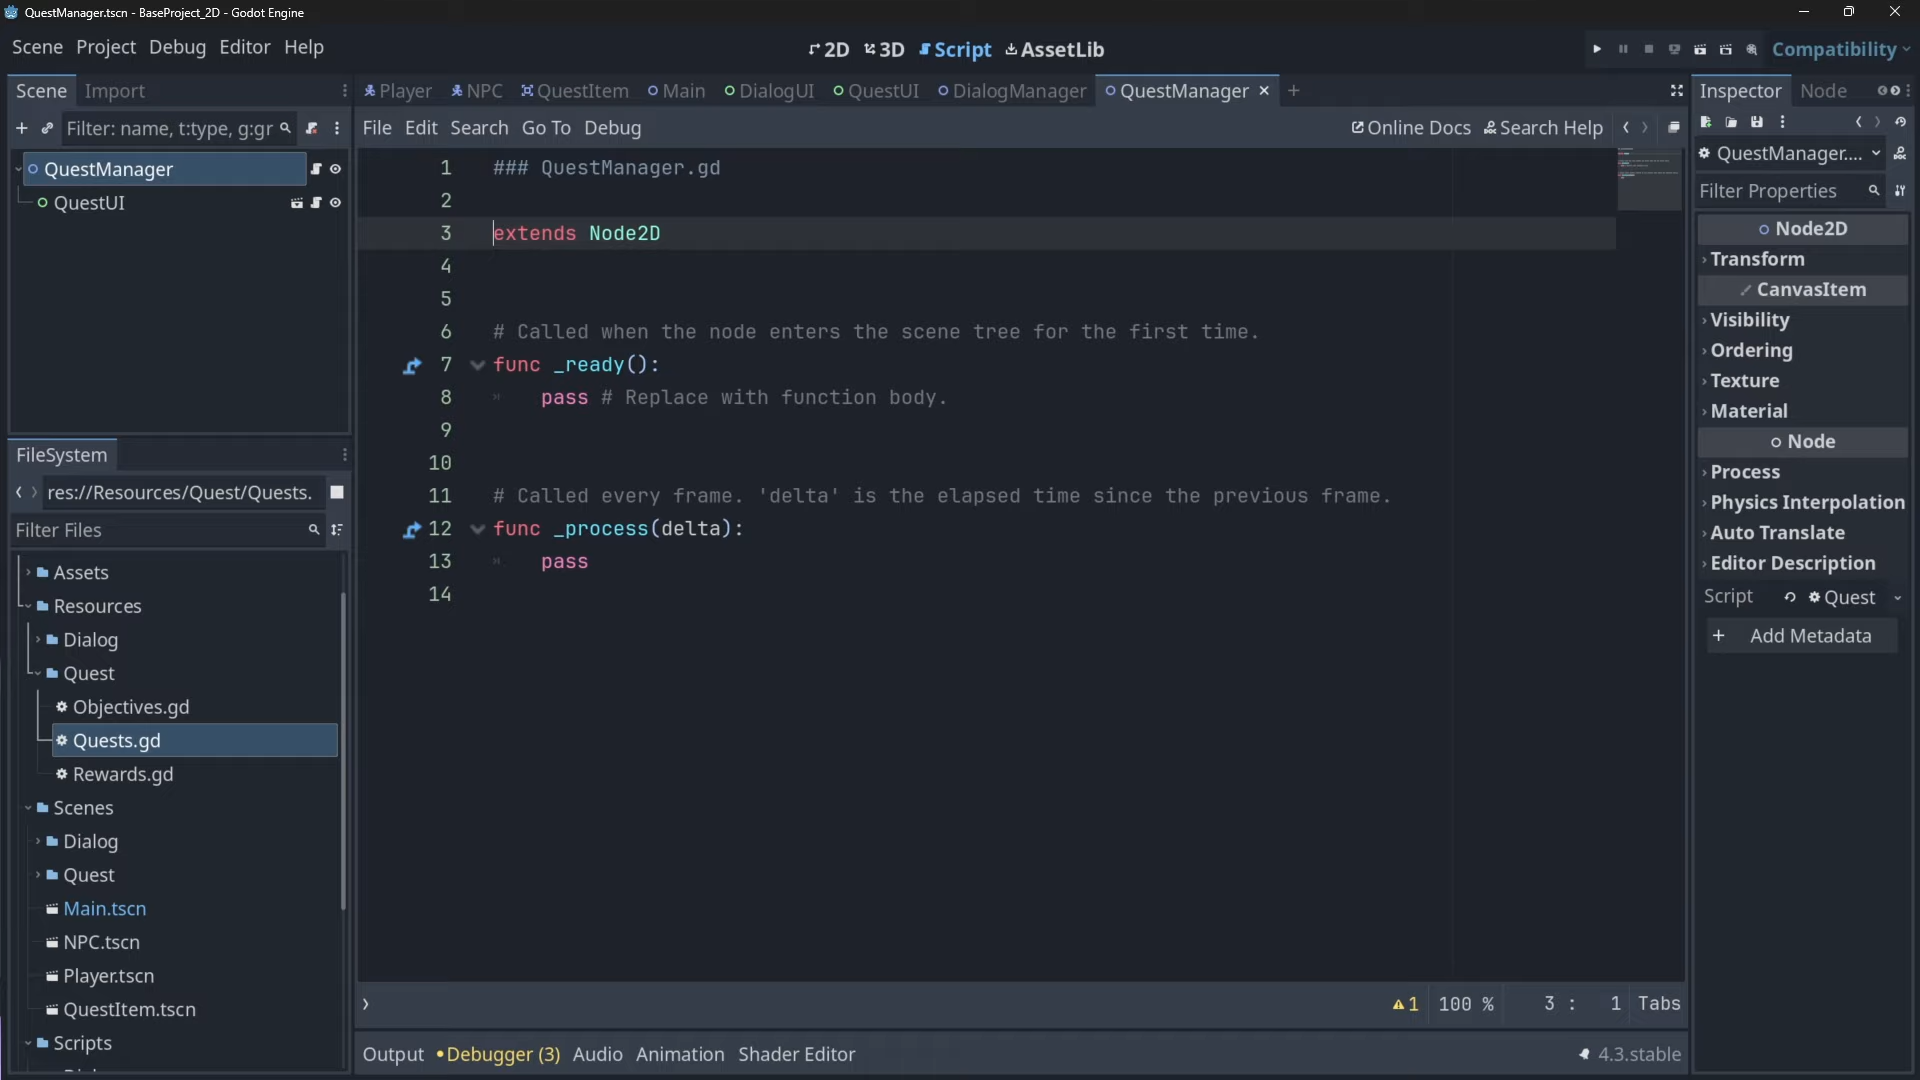 QuestManager.tscn - BaseProject_2D - Godot Engine
Scene Project Debug Editor Help
2D 3D Script AssetLib
Compatibility
Scene Import
Player NPC QuestItem Main DialogUI QuestUI DialogManager QuestManager
Inspector Node
Filter: name, t:type, g:gr
File Edit Search Go To Debug
Online Docs Search Help
QuestManager....
Filter Properties
QuestManager
QuestUI
1 ### QuestManager.gd
2
3 extends Node2D
4
5
6 # Called when the node enters the scene tree for the first time.
7 func _ready():
8 pass # Replace with function body.
9
10
11 # Called every frame. 'delta' is the elapsed time since the previous frame.
12 func _process(delta):
13 pass
14
Node2D
Transform
CanvasItem
Visibility
Ordering
Texture
Material
Node
Process
Physics Interpolation
Auto Translate
Editor Description
Script Quest
Add Metadata
FileSystem
res://Resources/Quest/Quests.
Filter Files
Assets
Resources
Dialog
Quest
Objectives.gd
Quests.gd
Rewards.gd
Scenes
Dialog
Quest
Main.tscn
NPC.tscn
Player.tscn
QuestItem.tscn
Scripts
1 100 % 3 : 1 Tabs
Output Debugger (3) Audio Animation Shader Editor
4.3.stable